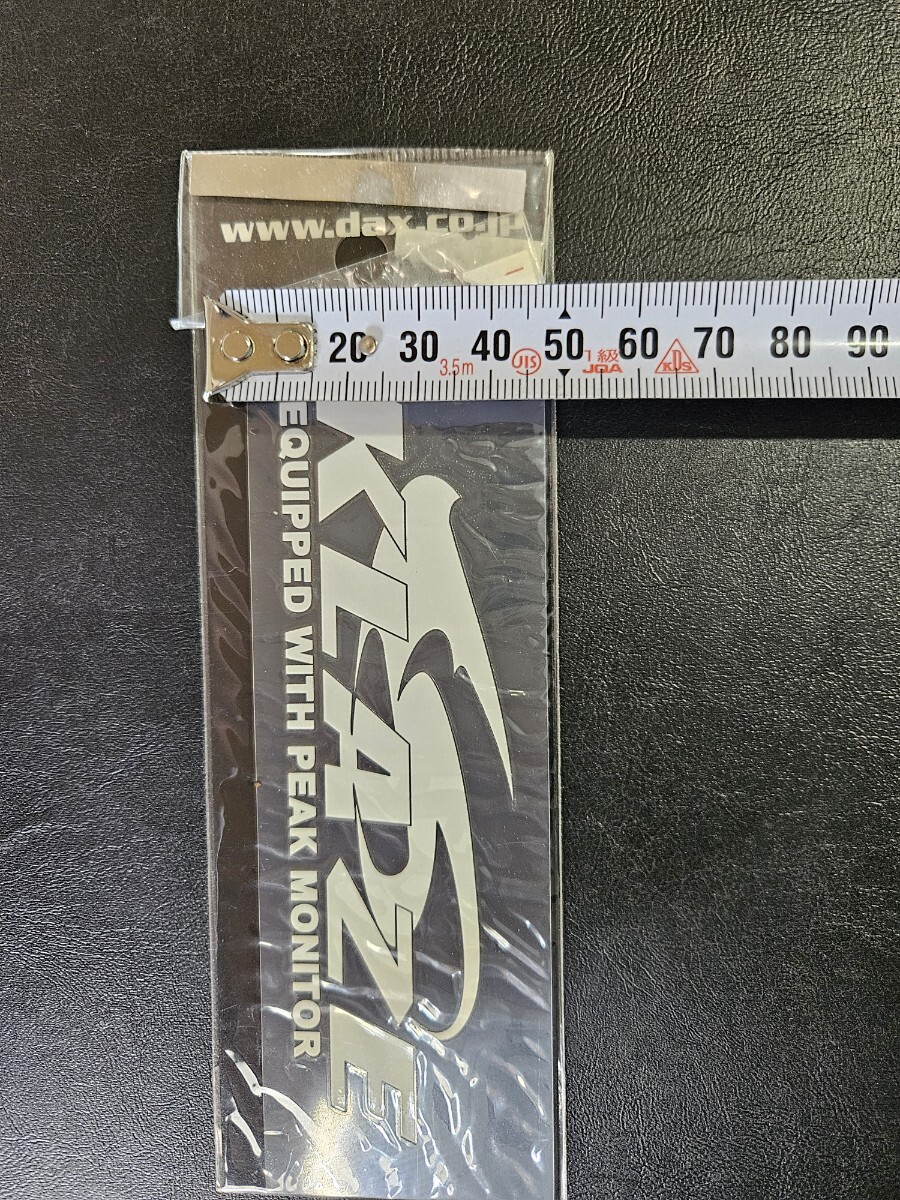 www.dax.co.jp
20 30 40 50 60 70 80 90
3.5m JIS 1級 JQA KDS
KLADZE
EQUIPPED WITH PEAK MONITOR